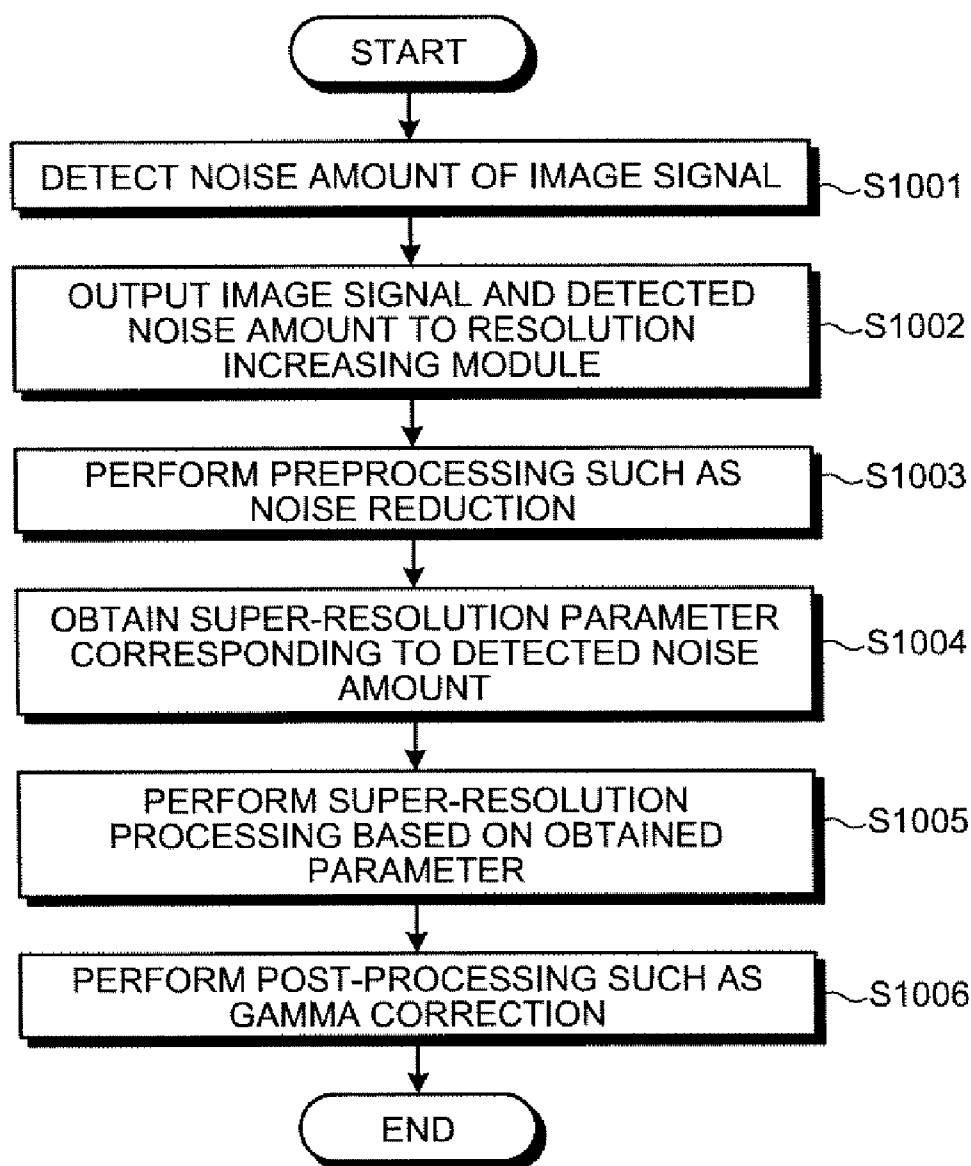 START
DETECT NOISE AMOUNT OF IMAGE SIGNAL
S1001
OUTPUT IMAGE SIGNAL AND DETECTED
NOISE AMOUNT TO RESOLUTION
INCREASING MODULE
S1002
PERFORM PREPROCESSING SUCH AS
NOISE REDUCTION
S1003
OBTAIN SUPER-RESOLUTION PARAMETER
CORRESPONDING TO DETECTED NOISE
AMOUNT
S1004
PERFORM SUPER-RESOLUTION
PROCESSING BASED ON OBTAINED
PARAMETER
S1005
PERFORM POST-PROCESSING SUCH AS
GAMMA CORRECTION
S1006
END